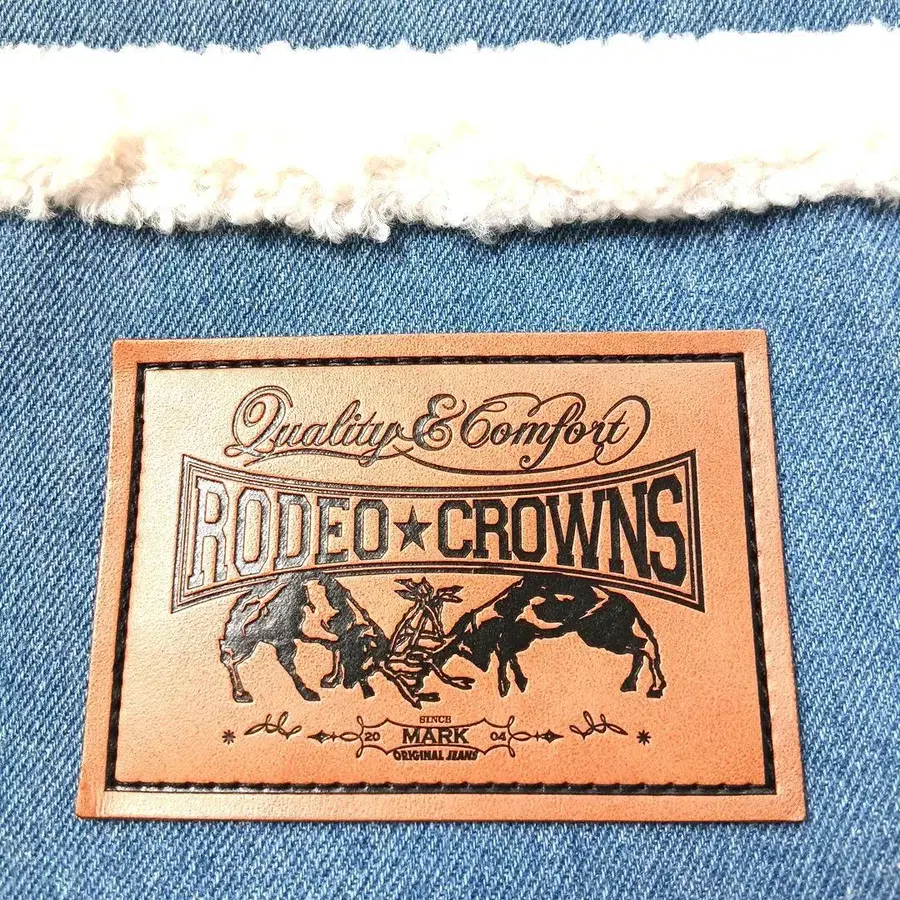 Quality & Comfort
RODEO★CROWNS
SINCE
20 MARK 04
ORIGINAL JEANS